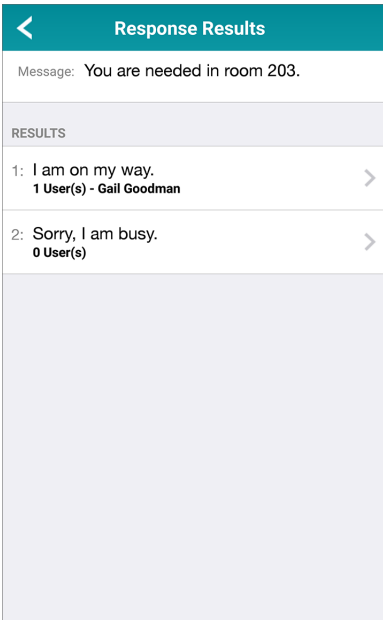 Response Results
Message: You are needed in room 203.
RESULTS
1: I am on my way.
1 User(s) - Gail Goodman
2: Sorry, I am busy.
0 User(s)